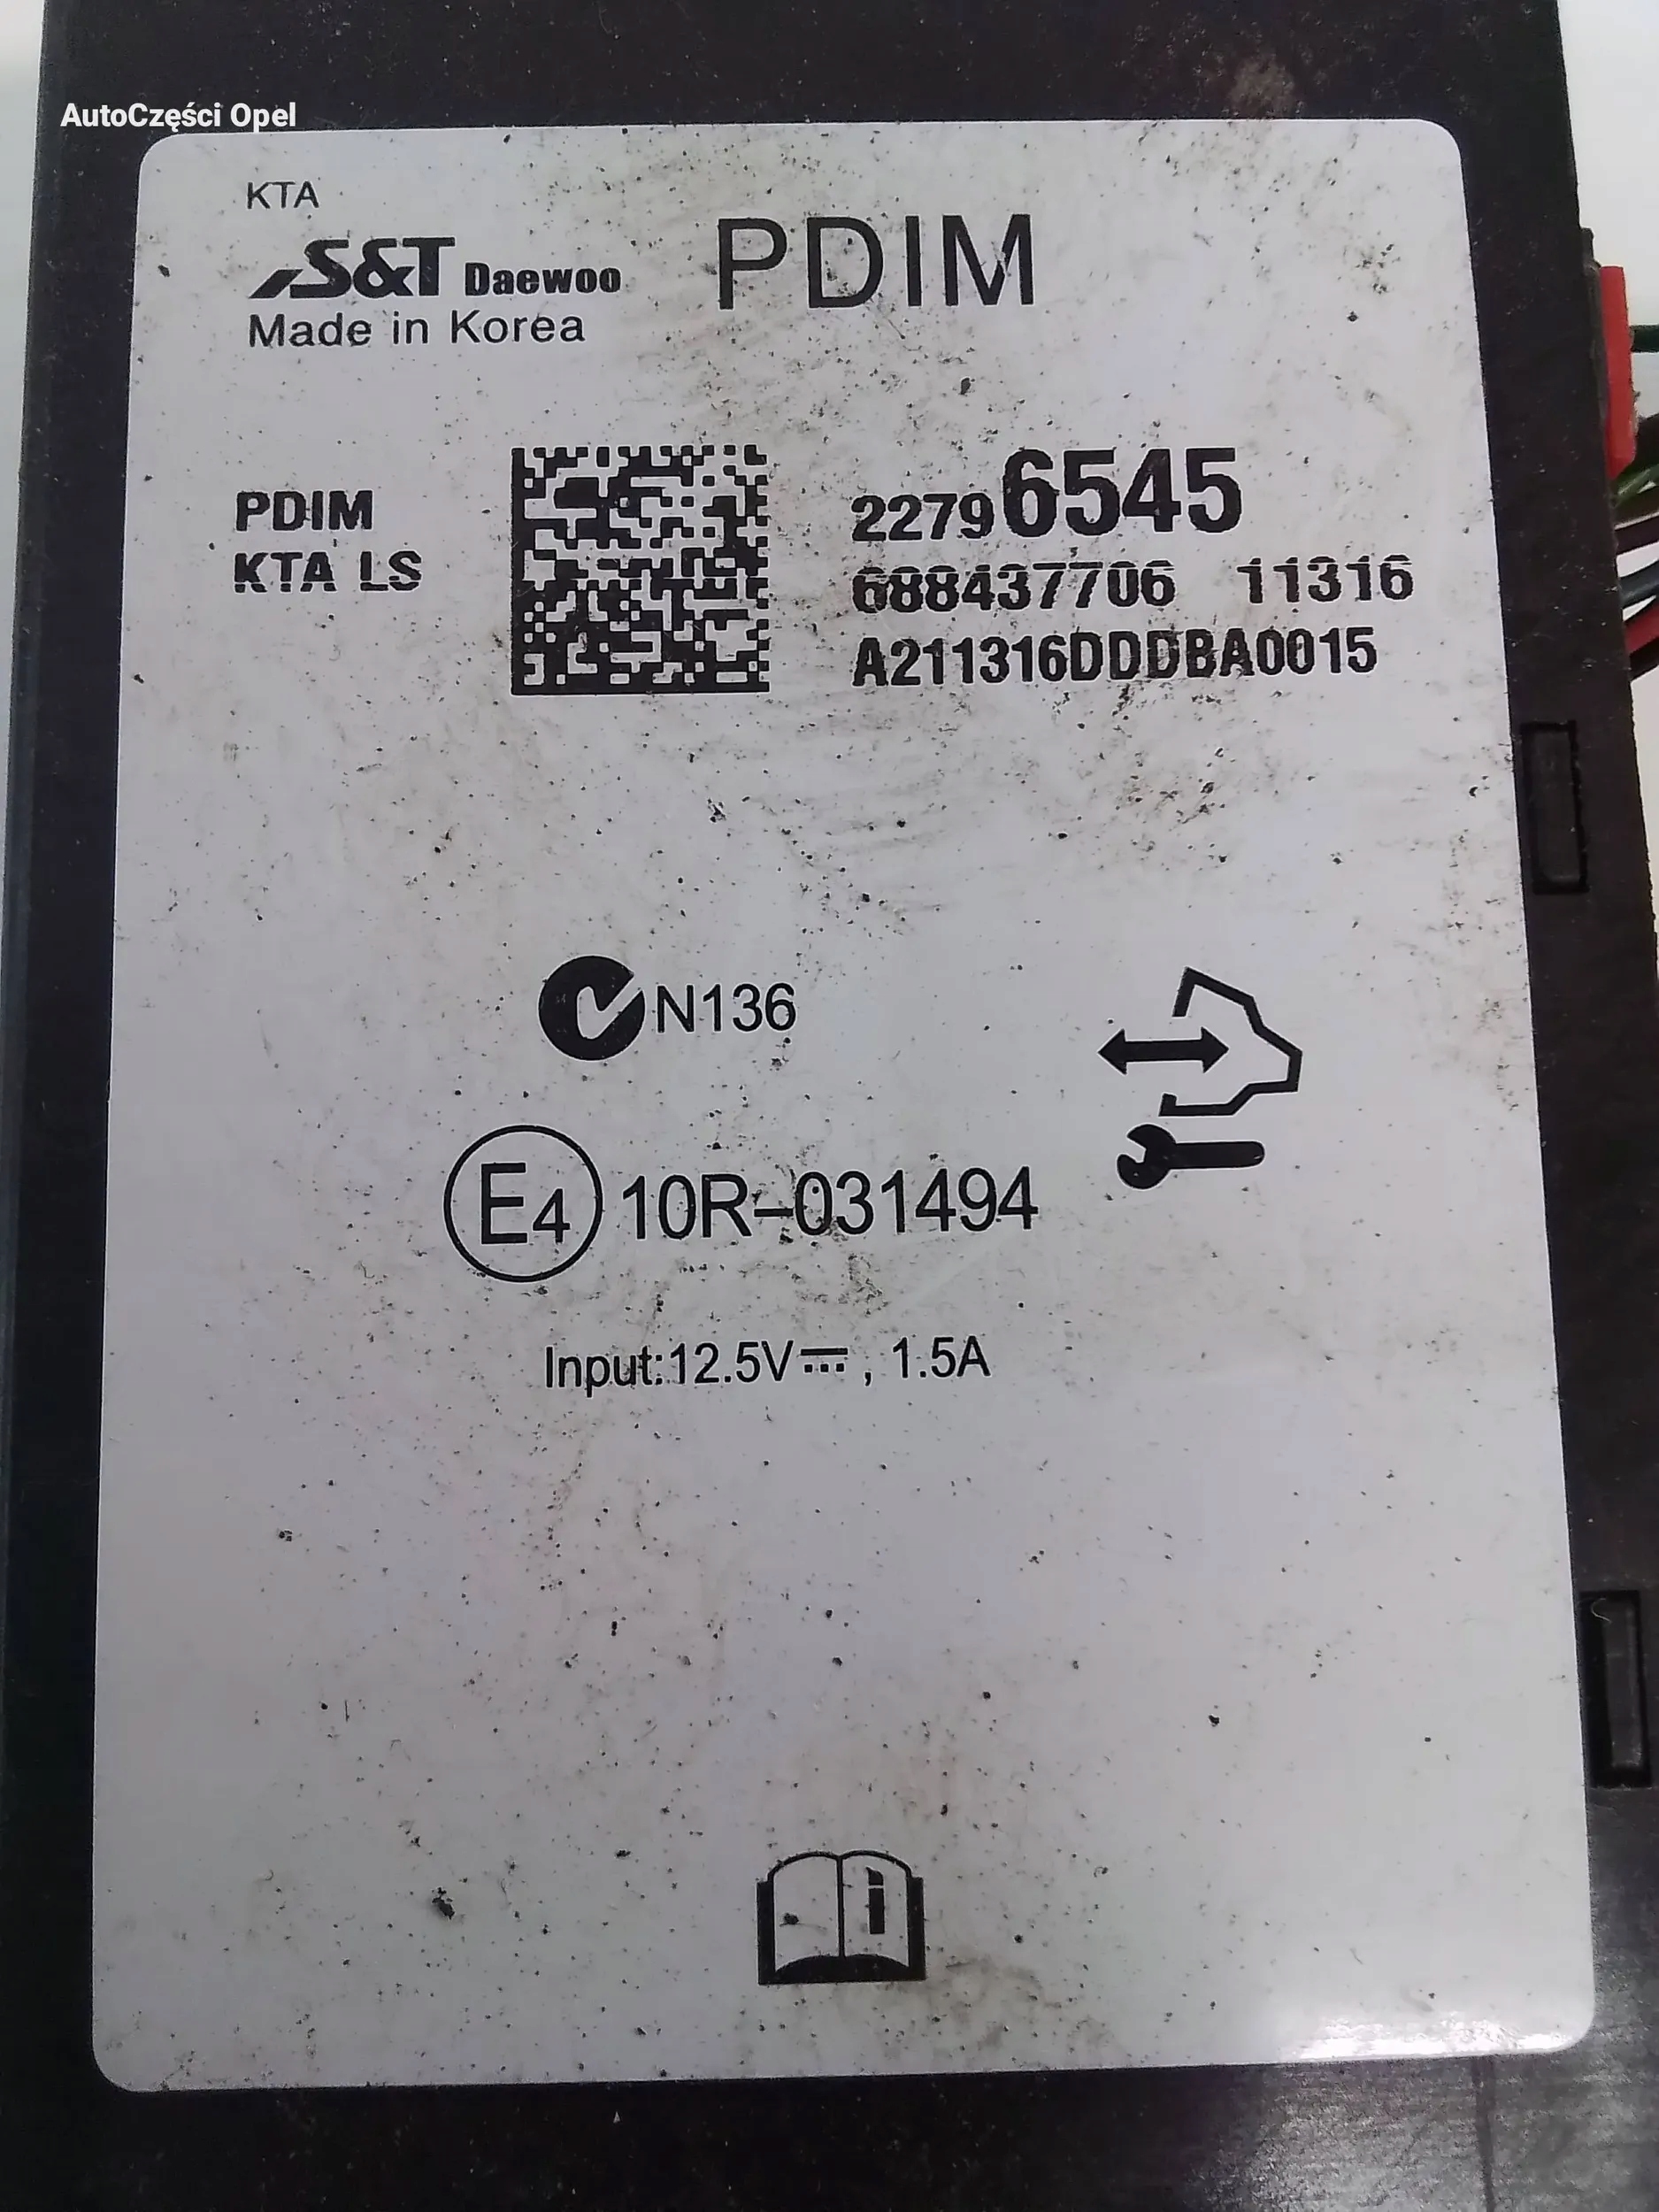 AutoCzęści Opel
KTA
S&T Daewoo
PDIM
Made in Korea
PDIM
KTA LS
22796545
688437706 11316
A211316DDDBA0015
N136
E4 10R-031494
Input:12.5V⎓, 1.5A
i